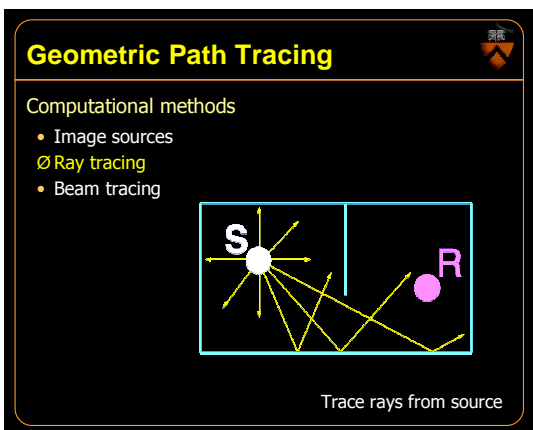 Geometric Path Tracing
Computational methods
• Image sources
Ø Ray tracing
• Beam tracing
S
R
Trace rays from source